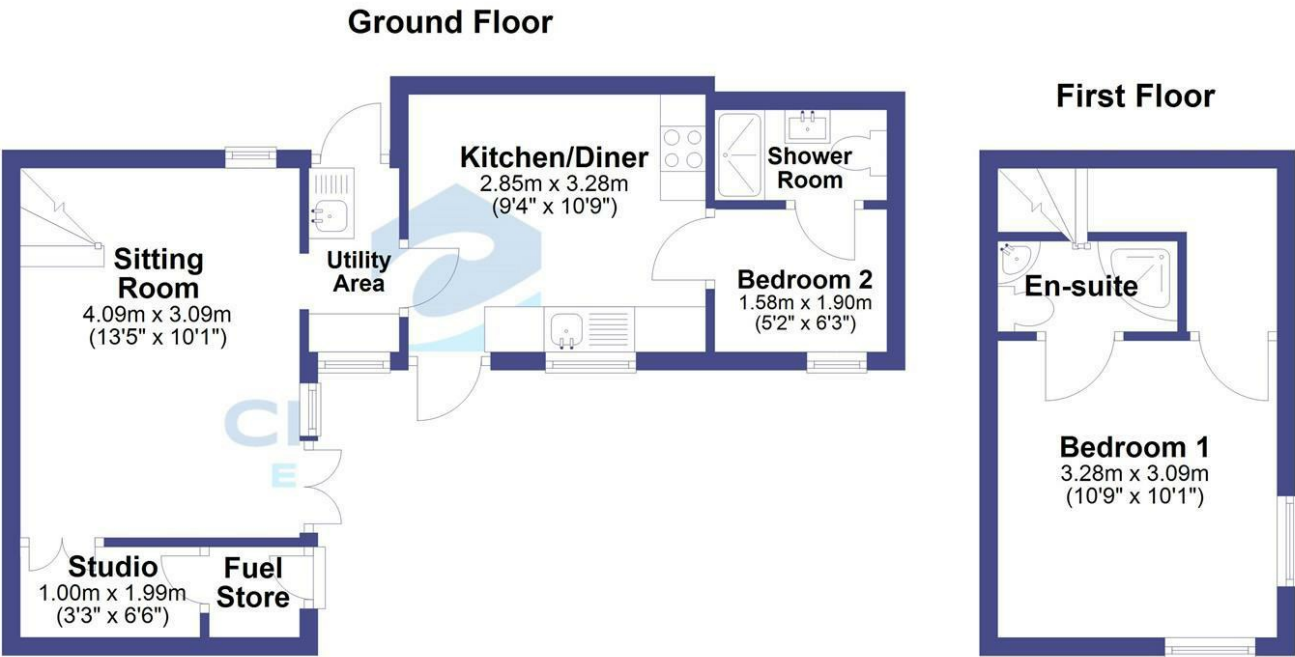 Ground Floor
First Floor
Kitchen/Diner
2.85m x 3.28m
(9'4" x 10'9")
Shower
Room
Sitting
Room
4.09m x 3.09m
(13'5" x 10'1")
Utility
Area
Bedroom 2
1.58m x 1.90m
(5'2" x 6'3")
En-suite
Bedroom 1
3.28m x 3.09m
(10'9" x 10'1")
Studio
1.00m x 1.99m
(3'3" x 6'6")
Fuel
Store